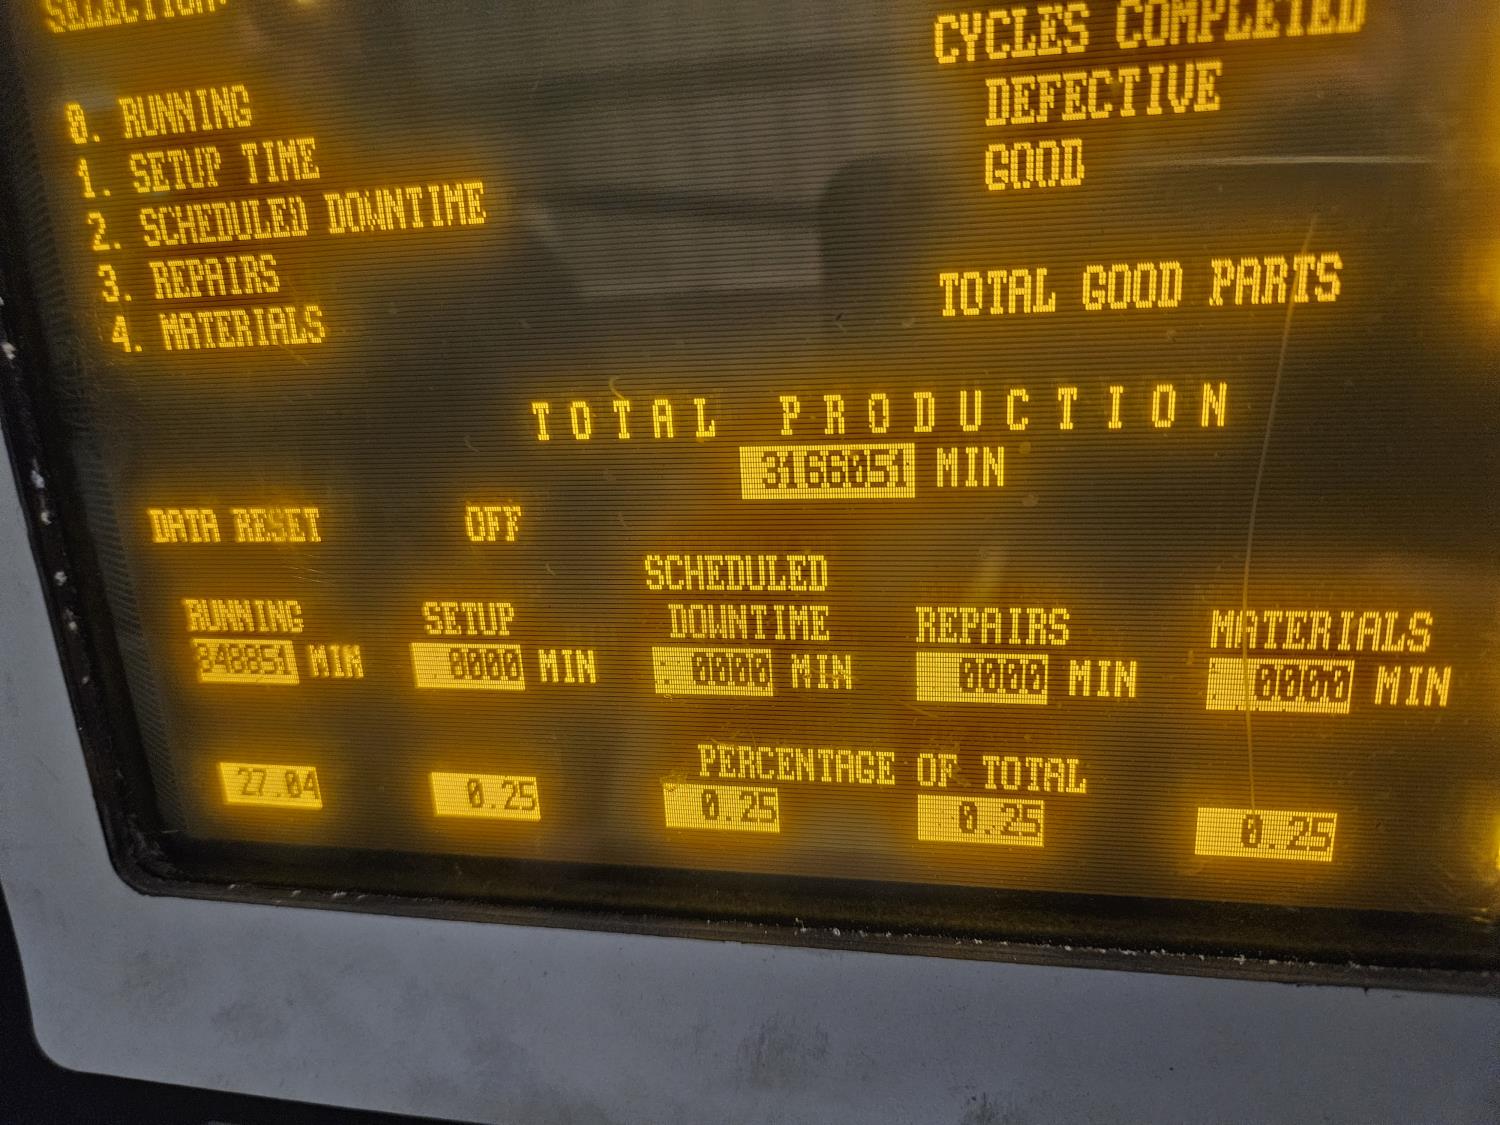 SELECTION:
CYCLES COMPLETED
DEFECTIVE
GOOD
0. RUNNING
1. SETUP TIME
2. SCHEDULED DOWNTIME
3. REPAIRS
4. MATERIALS
TOTAL GOOD PARTS
TOTAL PRODUCTION
3166051 MIN
DATA RESET OFF
RUNNING SETUP SCHEDULED DOWNTIME REPAIRS MATERIALS
848851 MIN 0000 MIN 0000 MIN 0000 MIN 0000 MIN
PERCENTAGE OF TOTAL
27.04 0.25 0.25 0.25 0.25